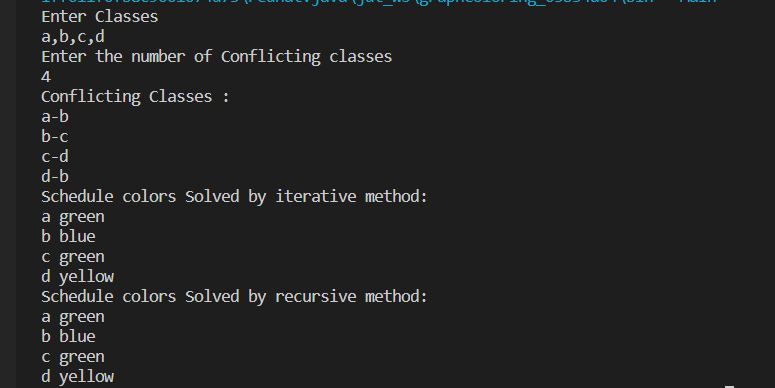 Enter Classes
a,b,c,d
Enter the number of Conflicting classes
4
Conflicting Classes :
a-b
b-c
c-d
d-b
Schedule colors Solved by iterative method:
a green
b blue
c green
d yellow
Schedule colors Solved by recursive method:
a green
b blue
c green
d yellow